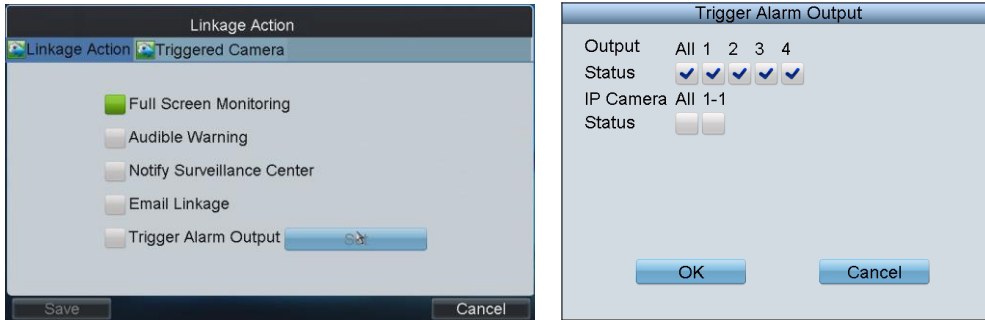 Linkage Action
Linkage Action Triggered Camera
Full Screen Monitoring
Audible Warning
Notify Surveillance Center
Email Linkage
Trigger Alarm Output Set
Save Cancel
Trigger Alarm Output
Output All 1 2 3 4
Status
IP Camera All 1-1
Status
OK Cancel